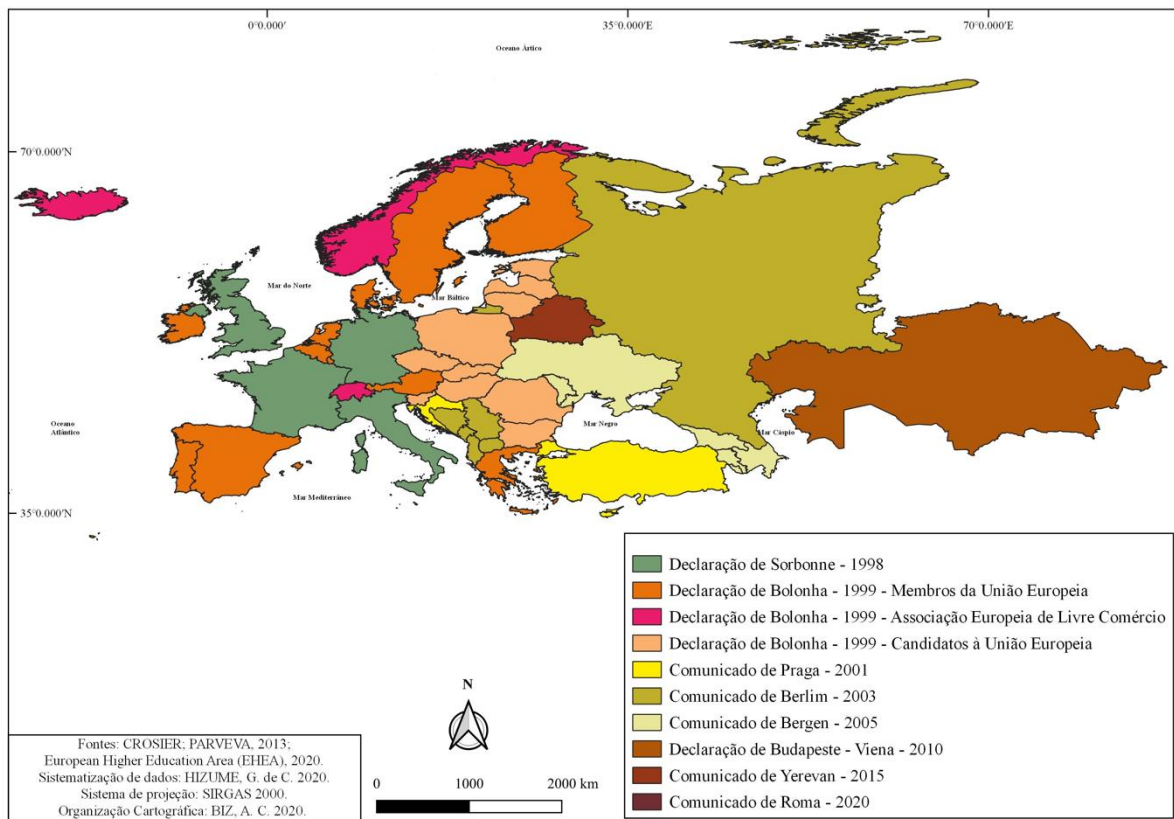 0°0.000′ 35°0.000′E 70°0.000′E
Oceano Ártico
70°0.000′N
Mar do Norte
Mar Báltico
Oceano
Atlântico
Mar Negro
Mar Cáspio
Mar Mediterrâneo
35°0.000′N
Declaração de Sorbonne - 1998
Declaração de Bolonha - 1999 - Membros da União Europeia
Declaração de Bolonha - 1999 - Associação Europeia de Livre Comércio
Declaração de Bolonha - 1999 - Candidatos à União Europeia
Comunicado de Praga - 2001
Comunicado de Berlim - 2003
Comunicado de Bergen - 2005
Declaração de Budapeste - Viena - 2010
Comunicado de Yerevan - 2015
Comunicado de Roma - 2020
N
0 1000 2000 km
Fontes: CROSIER; PARVEVA, 2013;
European Higher Education Area (EHEA), 2020.
Sistematização de dados: HIZUME, G. de C. 2020.
Sistema de projeção: SIRGAS 2000.
Organização Cartográfica: BIZ, A. C. 2020.